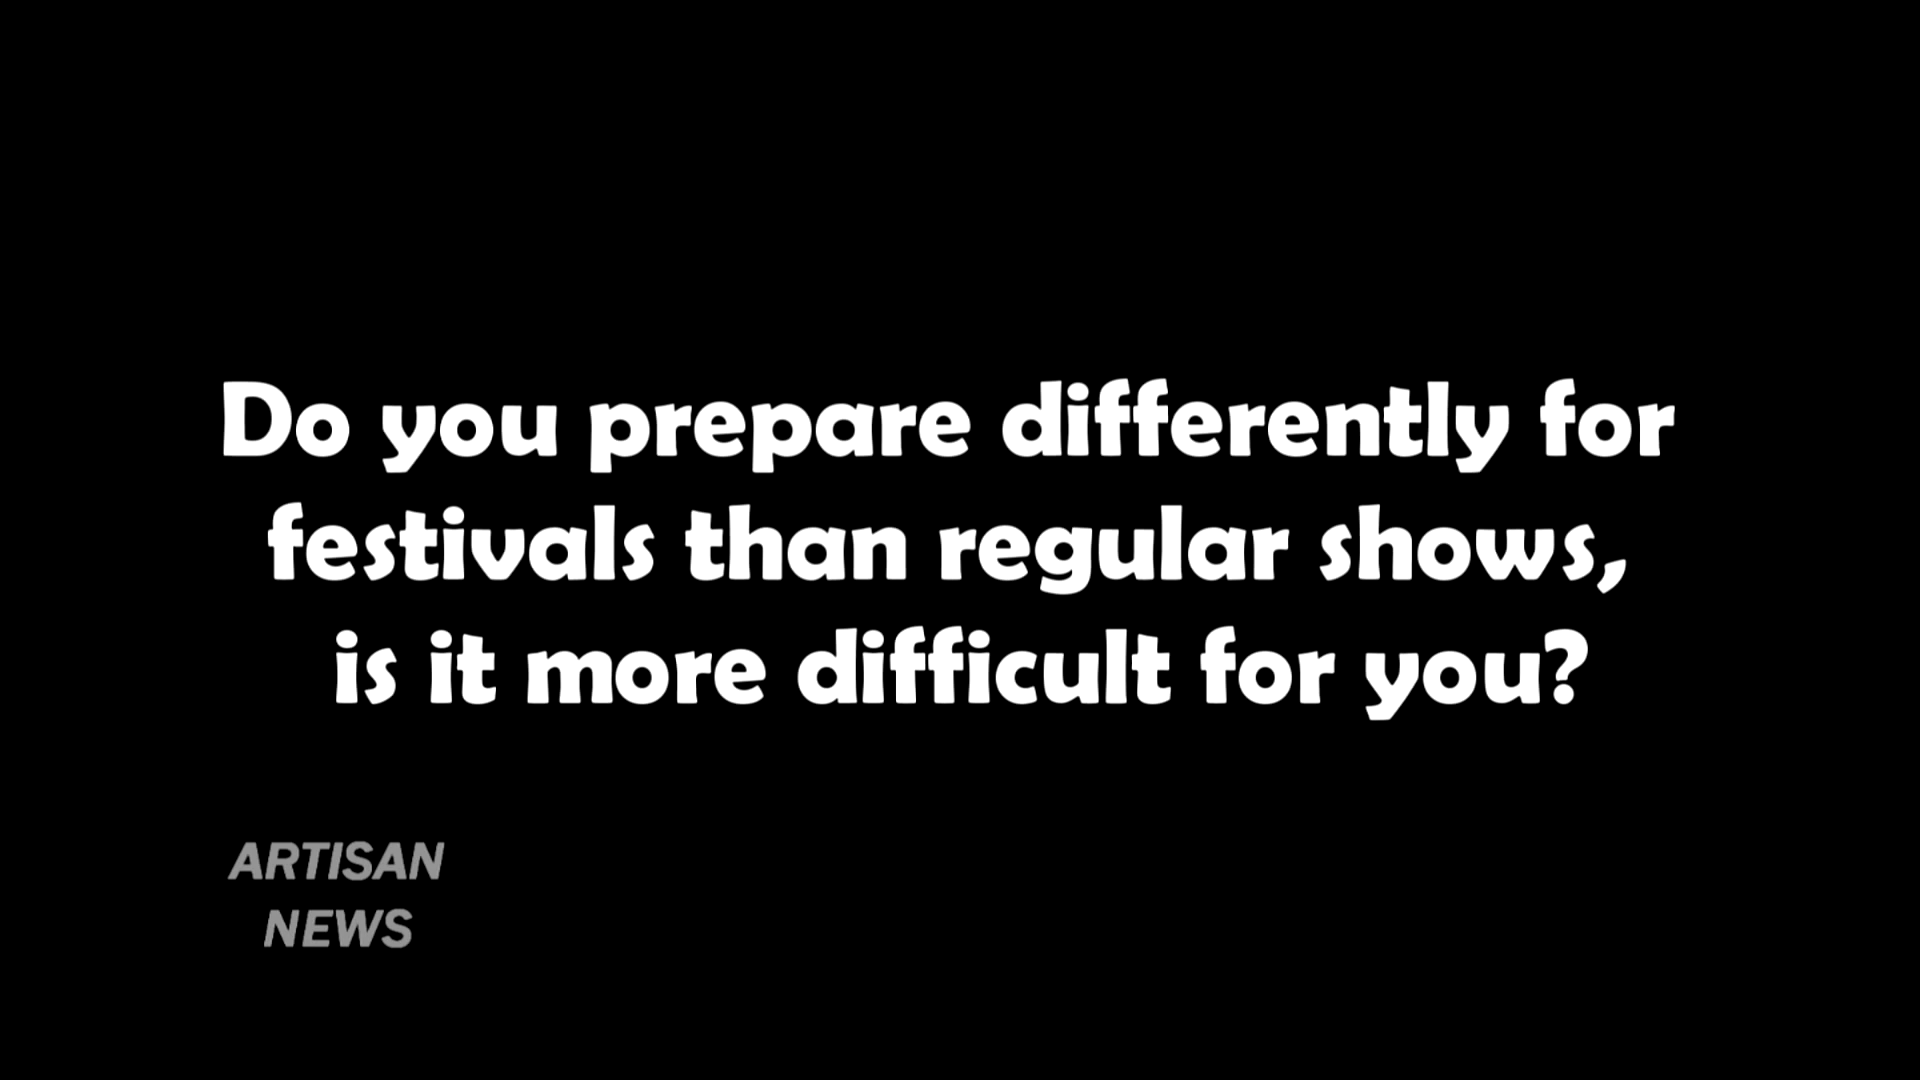 Do you prepare differently for
festivals than regular shows,
is it more difficult for you?
ARTISAN
NEWS